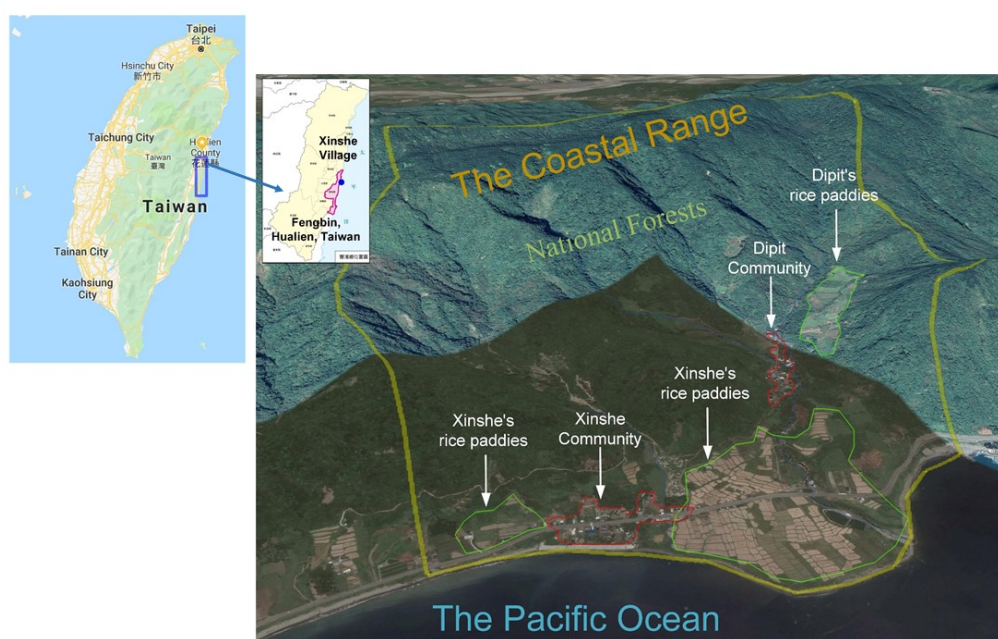 Taipei
台北
Hsinchu City
新竹市
Taichung City
Hualien
County
花蓮縣
Taiwan
臺灣
Taiwan
Tainan City
Kaohsiung
City
Xinshe
Village
Fengbin,
Hualien, Taiwan
The Coastal Range
National Forests
Dipit's
rice paddies
Dipit
Community
Xinshe's
rice paddies
Xinshe's
rice paddies
Xinshe
Community
The Pacific Ocean